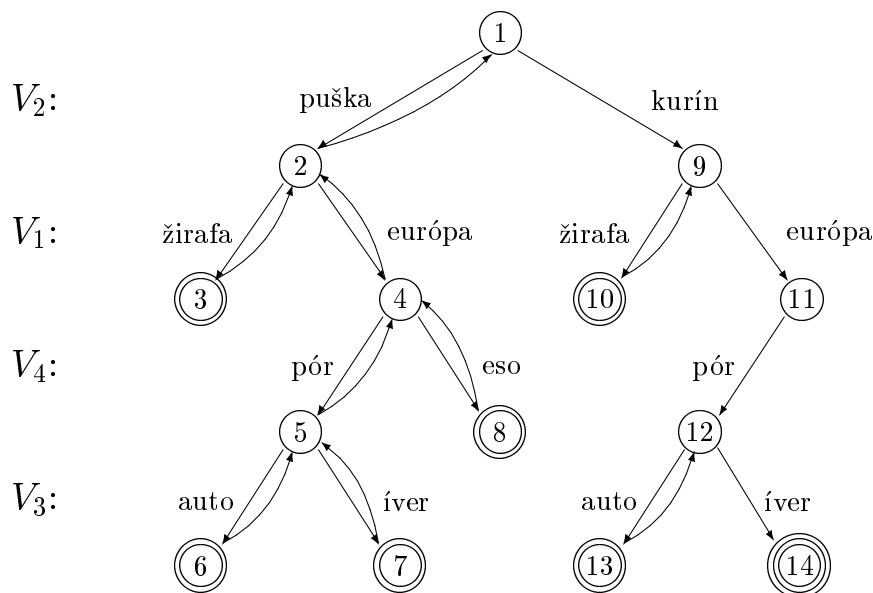 1
V₂: puška kurín
2 9
V₁: žirafa európa žirafa európa
3 4 10 11
V₄: pór eso pór
5 8 12
V₃: auto íver auto íver
6 7 13 14